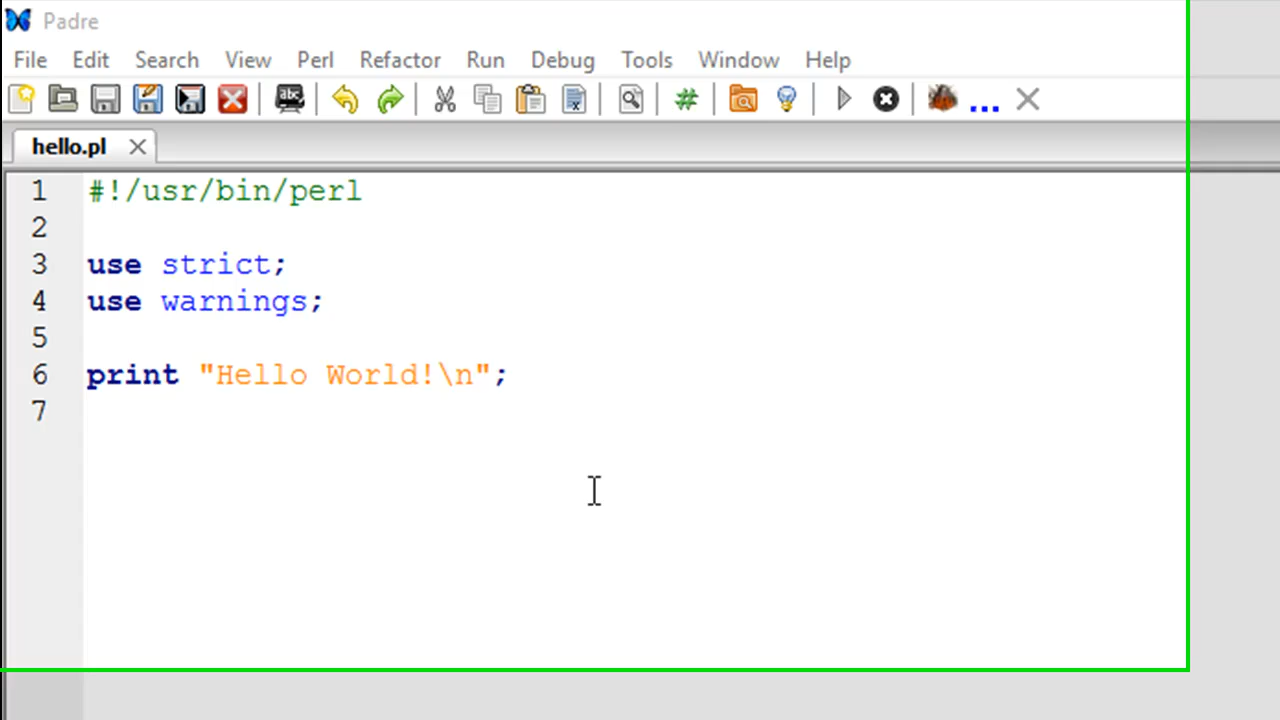 Padre
File Edit Search View Perl Refactor Run Debug Tools Window Help
abc # x ...
hello.pl
1 #!/usr/bin/perl
2
3 use strict;
4 use warnings;
5
6 print "Hello World!\n";
7